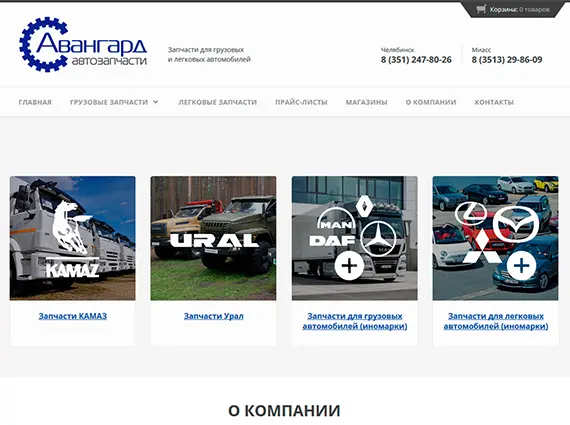 Корзина: 0 товаров
Авангард
автозапчасти
Запчасти для грузовых
и легковых автомобилей
Челябинск
8 (351) 247-80-26
Миасс
8 (3513) 29-86-09
ГЛАВНАЯ ГРУЗОВЫЕ ЗАПЧАСТИ ЛЕГКОВЫЕ ЗАПЧАСТИ ПРАЙС-ЛИСТЫ МАГАЗИНЫ О КОМПАНИИ КОНТАКТЫ
KAMAZ
URAL
MAN
DAF
Запчасти КАМАЗ
Запчасти Урал
Запчасти для грузовых
автомобилей (иномарки)
Запчасти для легковых
автомобилей (иномарки)
О КОМПАНИИ